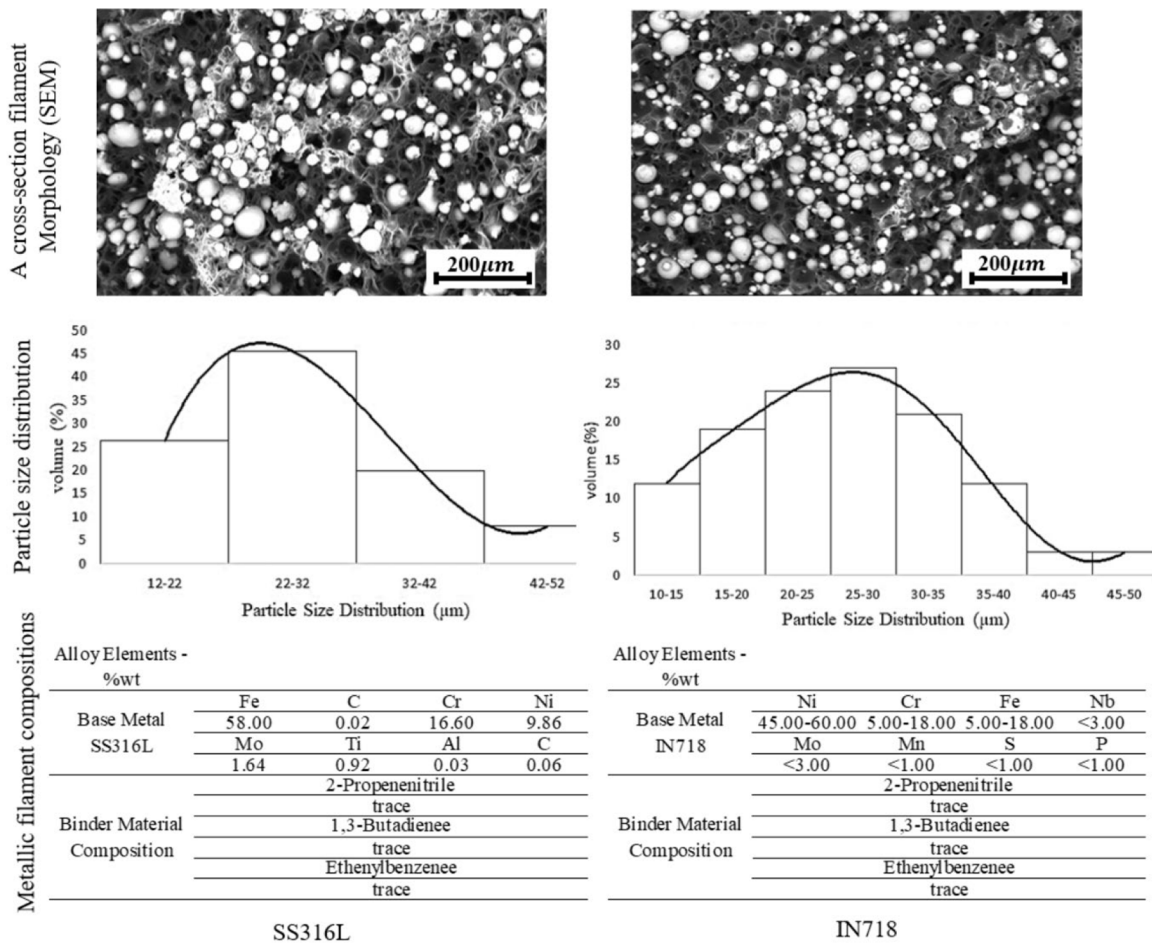 A cross-section filament
Morphology (SEM)
200μm
200μm
Particle size distribution
50
45
40
35
30
25
20
15
10
5
0
volume (%)
12-22 22-32 32-42 42-52
Particle Size Distribution (μm)
30
25
20
15
10
5
0
volume (%)
10-15 15-20 20-25 25-30 30-35 35-40 40-45 45-50
Particle Size Distribution (μm)
Metallic filament compositions
Alloy Elements -
%wt
Fe C Cr Ni
Base Metal 58.00 0.02 16.60 9.86
SS316L Mo Ti Al C
1.64 0.92 0.03 0.06
2-Propenenitrile
trace
Binder Material 1,3-Butadienee
Composition trace
Ethenylbenzenee
trace
SS316L
Alloy Elements -
%wt
Ni Cr Fe Nb
Base Metal 45.00-60.00 5.00-18.00 5.00-18.00 <3.00
IN718 Mo Mn S P
<3.00 <1.00 <1.00 <1.00
2-Propenenitrile
trace
Binder Material 1,3-Butadienee
Composition trace
Ethenylbenzenee
trace
IN718